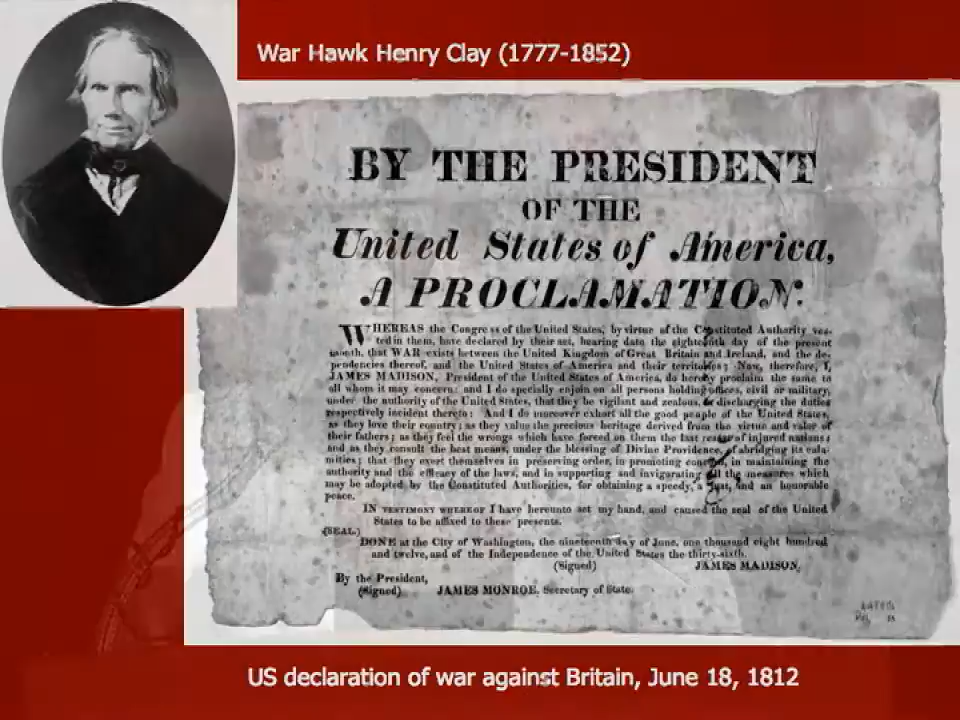 War Hawk Henry Clay (1777-1852)
BY THE PRESIDENT
OF THE
United States of America,
A PROCLAMATION:
WHEREAS the Congress of the United States, by virtue of the Constituted Authority ves-
ted in them, have declared by their act, bearing date the eighteenth day of the present
month, that WAR exists between the United Kingdom of Great Britain and Ireland, and the de-
pendencies thereof, and the United States of America and their territories; Now, therefore, I,
JAMES MADISON, President of the United States of America, do hereby proclaim the same to
all whom it may concern: and I do specially enjoin on all persons holding offices, civil or military,
under the authority of the United States, that they be vigilant and zealous, in discharging the duties
respectively incident thereto: And I do moreover exhort all the good people of the United States,
as they love their country; as they value the precious heritage derived from the virtue and valor of
their fathers; as they feel the wrongs which have forced on them the last resort of injured nations;
and as they consult the best means, under the blessing of Divine Providence, of abridging its cala-
mities; that they exert themselves in preserving order, in promoting concord, in maintaining the
authority and the efficacy of the laws, and in supporting and invigorating all the measures which
may be adopted by the Constituted Authorities, for obtaining a speedy, a just, and an honorable
peace.
IN TESTIMONY WHEREOF I have hereunto set my hand, and caused the seal of the United
States to be affixed to these presents.
(SEAL.)
DONE at the City of Washington, the nineteenth day of June, one thousand eight hundred
and twelve, and of the Independence of the United States the thirty-sixth.
(Signed) JAMES MADISON,
By the President,
(Signed) JAMES MONROE, Secretary of State.
US declaration of war against Britain, June 18, 1812